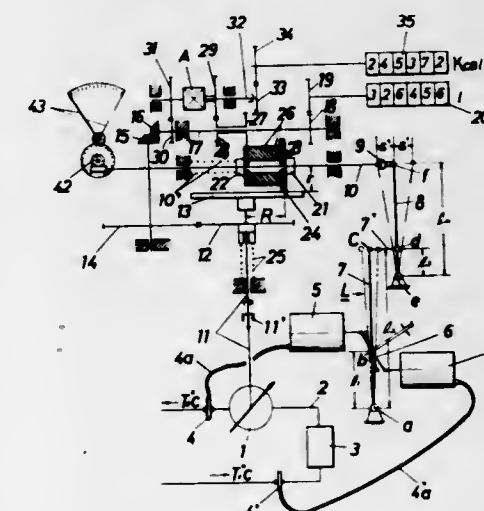 31
A
29
32
34
35
2 4 5 3 7 2
Kcal
43
19
33
3 2 6 4 5 6
i
20
16
15
30
17
27
18
26
9
s'
s'
f
42
10'
22
23
10
13
r
21
8
L
24
R
7'
C
d
14
12
25
7
L
e
5
11
11'
6
4a
b
l
a
T°C
4
2
1
3
T°C
4'
4a